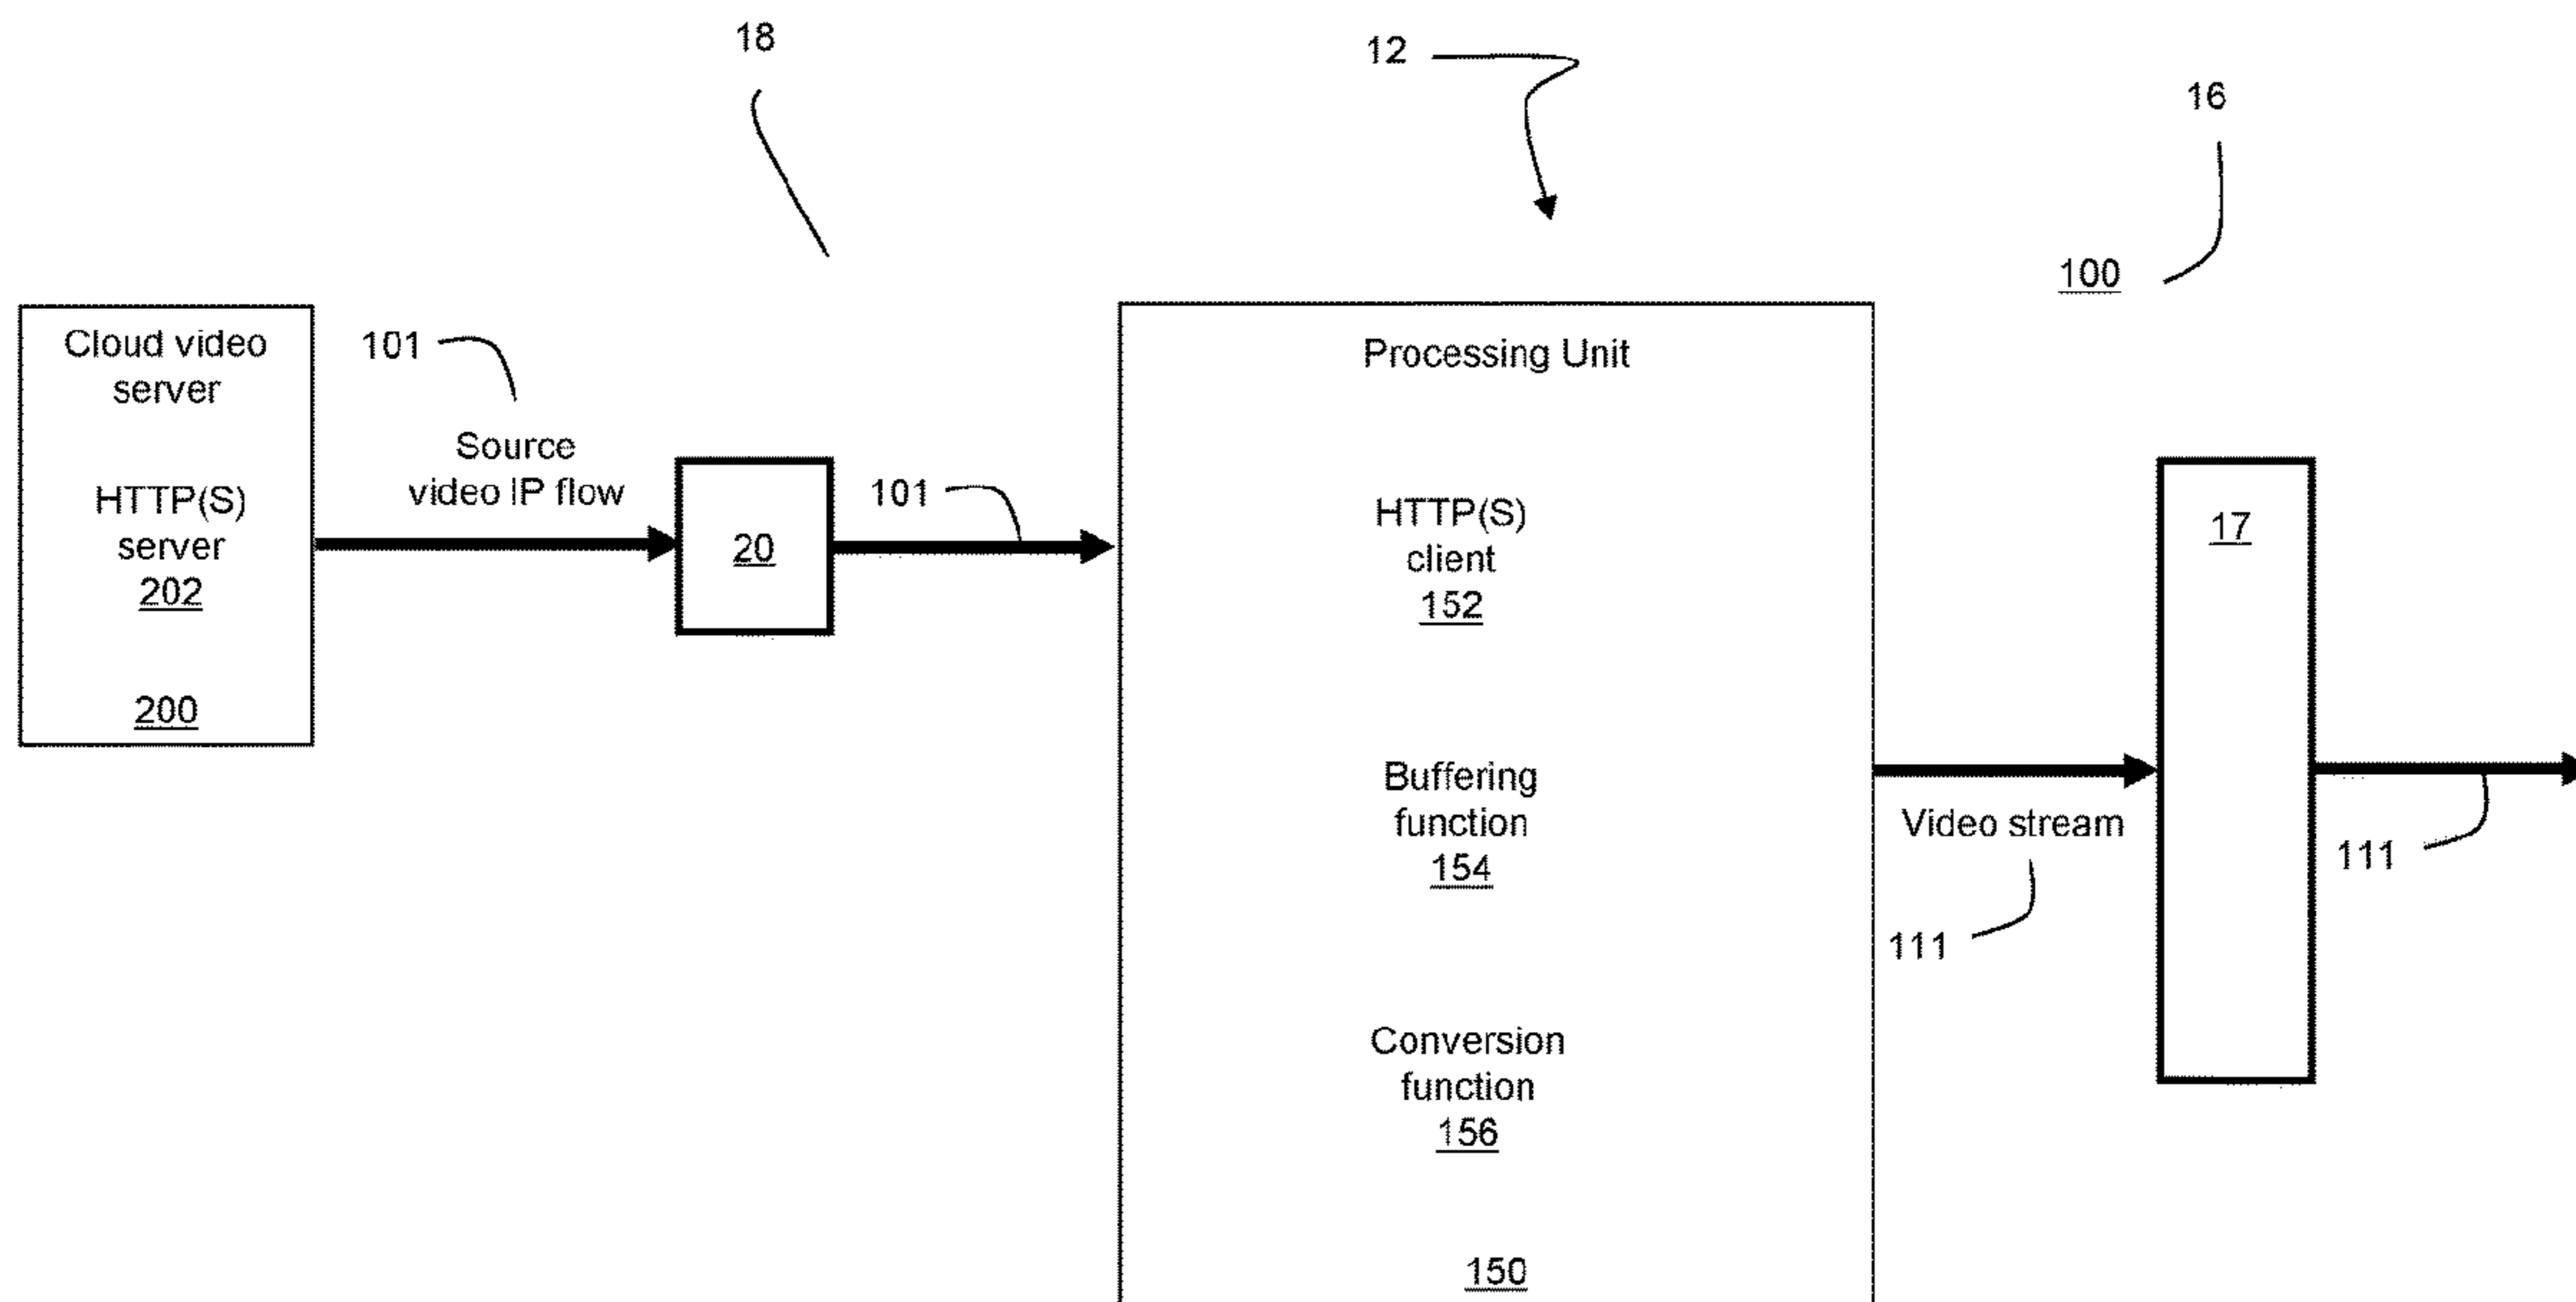 18
12
16
100
Cloud video
server
HTTP(S)
server
202
200
101
Source
video IP flow
20
101
Processing Unit
HTTP(S)
client
152
Buffering
function
154
Conversion
function
156
150
Video stream
111
17
111